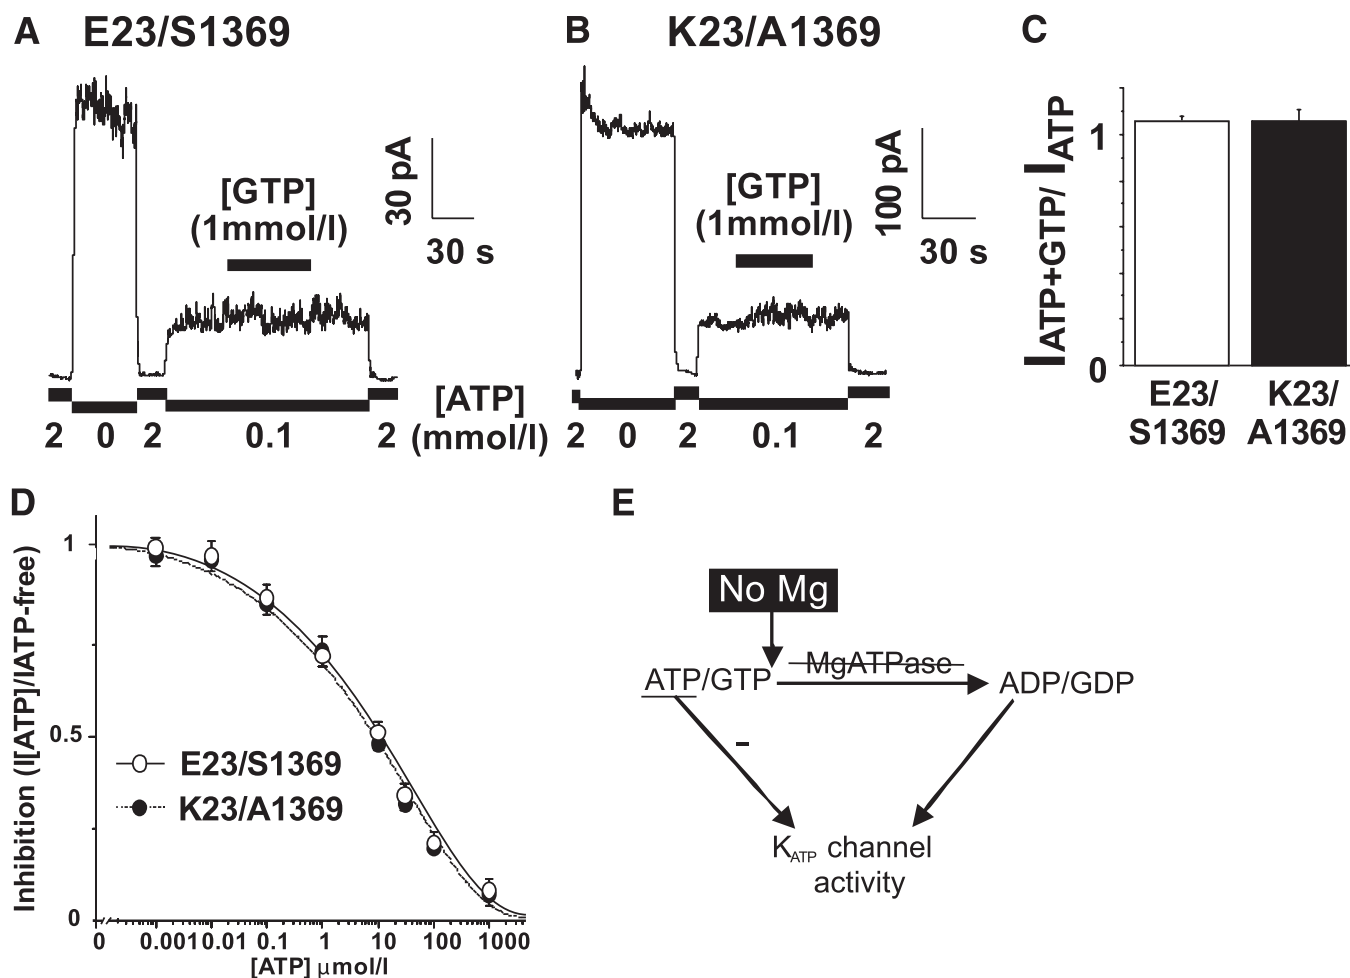 A E23/S1369
[GTP]
(1mmol/l)
30 pA
30 s
[ATP]
(mmol/l)
2 0 2 0.1 2
B K23/A1369
[GTP]
(1mmol/l)
100 pA
30 s
2 0 2 0.1 2
C
IATP+GTP/ IATP
1
0
E23/
S1369
K23/
A1369
D
Inhibition (I[ATP]/IATP-free)
1
0.5
0
E23/S1369
K23/A1369
0 0.001 0.01 0.1 1 10 100 1000
[ATP] μmol/l
E
No Mg
MgATPase
ATP/GTP
ADP/GDP
-
KATP channel
activity